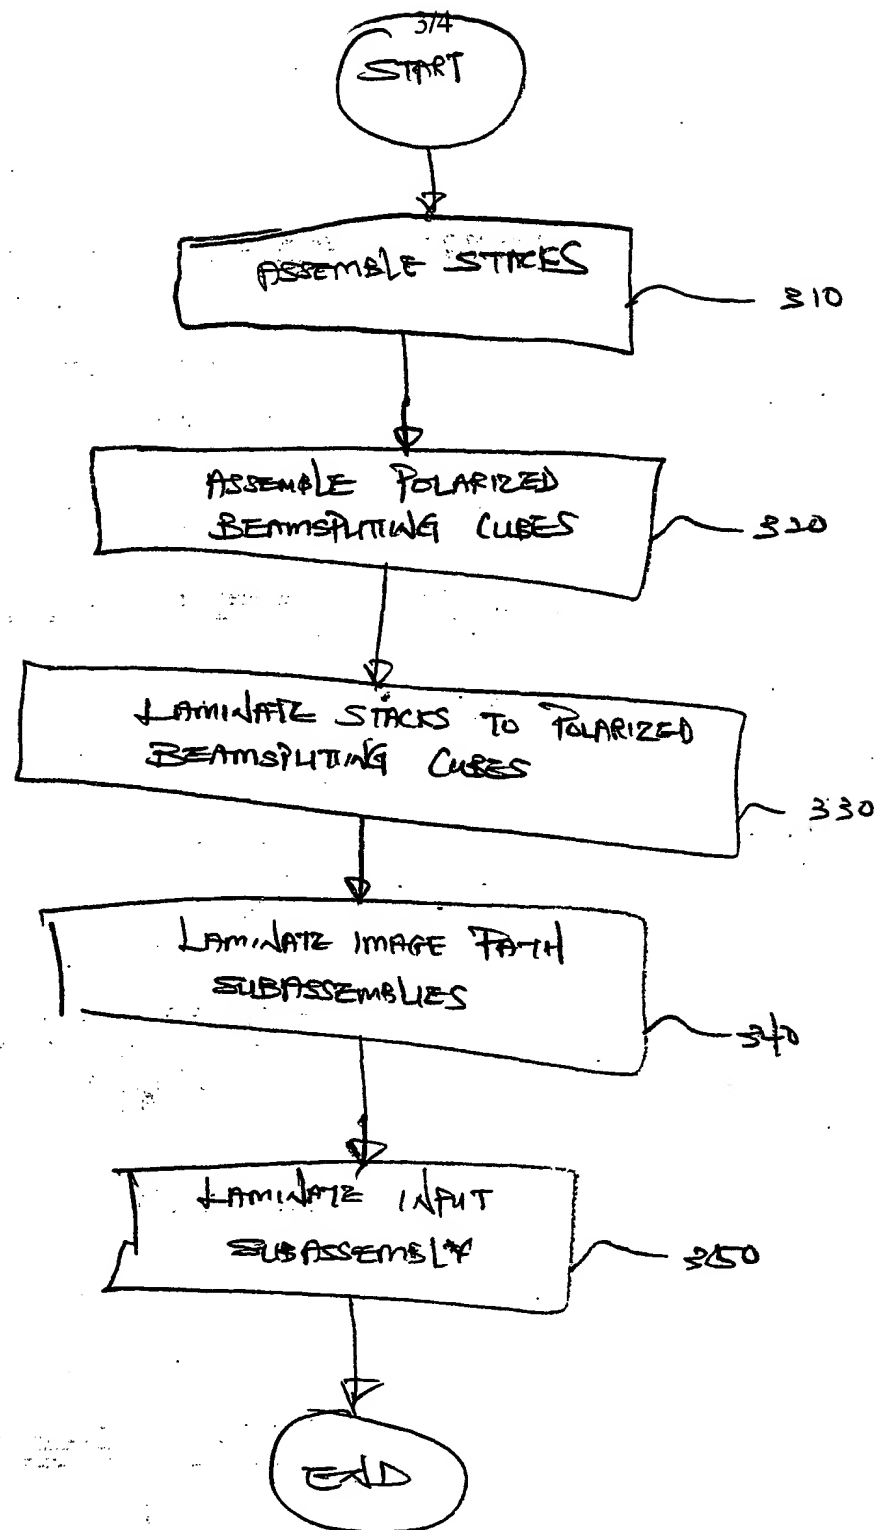 3/4
START
ASSEMBLE STACKS
310
ASSEMBLE POLARIZED
BEAMSPLITTING CUBES
320
LAMINATE STACKS TO POLARIZED
BEAMSPLITTING CUBES
330
LAMINATE IMAGE PATH
SUBASSEMBLIES
340
LAMINATE INPUT
SUBASSEMBLY
350
END